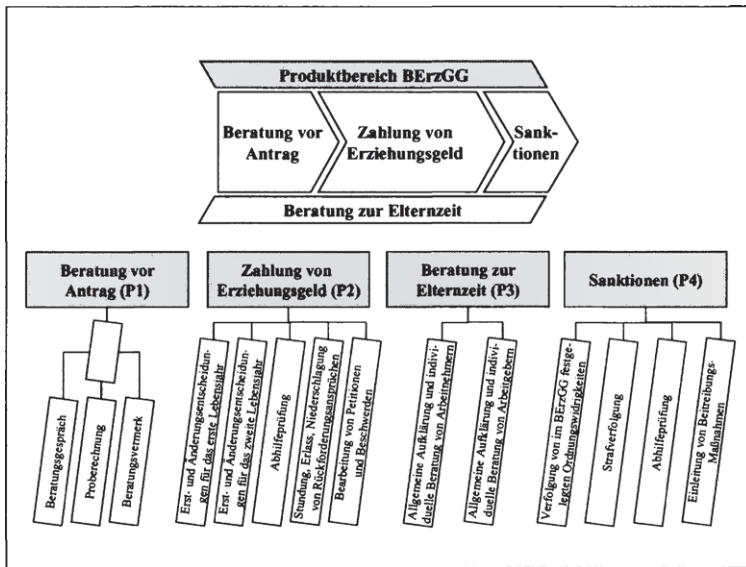 Produktbereich BErzGG
Beratung vor
Antrag
Zahlung von
Erziehungsgeld
Sank-
tionen
Beratung zur Elternzeit
Beratung vor
Antrag (P1)
Zahlung von
Erziehungsgeld (P2)
Beratung zur
Elternzeit (P3)
Sanktionen (P4)
Beratungsgespräch
Proberechnung
Beratungsvermerk
Erst- und Änderungsentscheidun-
gen für das erste Lebensjahr
Erst- und Änderungsentscheidun-
gen für das zweite Lebensjahr
Abhilfeprüfung
Stundung, Erlass, Niederschlagung
von Rückforderungsansprüchen
Bearbeitung von Petitionen
und Beschwerden
Allgemeine Aufklärung und indivi-
duelle Beratung von Arbeitnehmern
Allgemeine Aufklärung und indivi-
duelle Beratung von Arbeitgebern
Verfolgung von im BErzGG festge-
legten Ordnungswidrigkeiten
Strafverfolgung
Abhilfeprüfung
Einleitung von Beitreibungs-
Maßnahmen